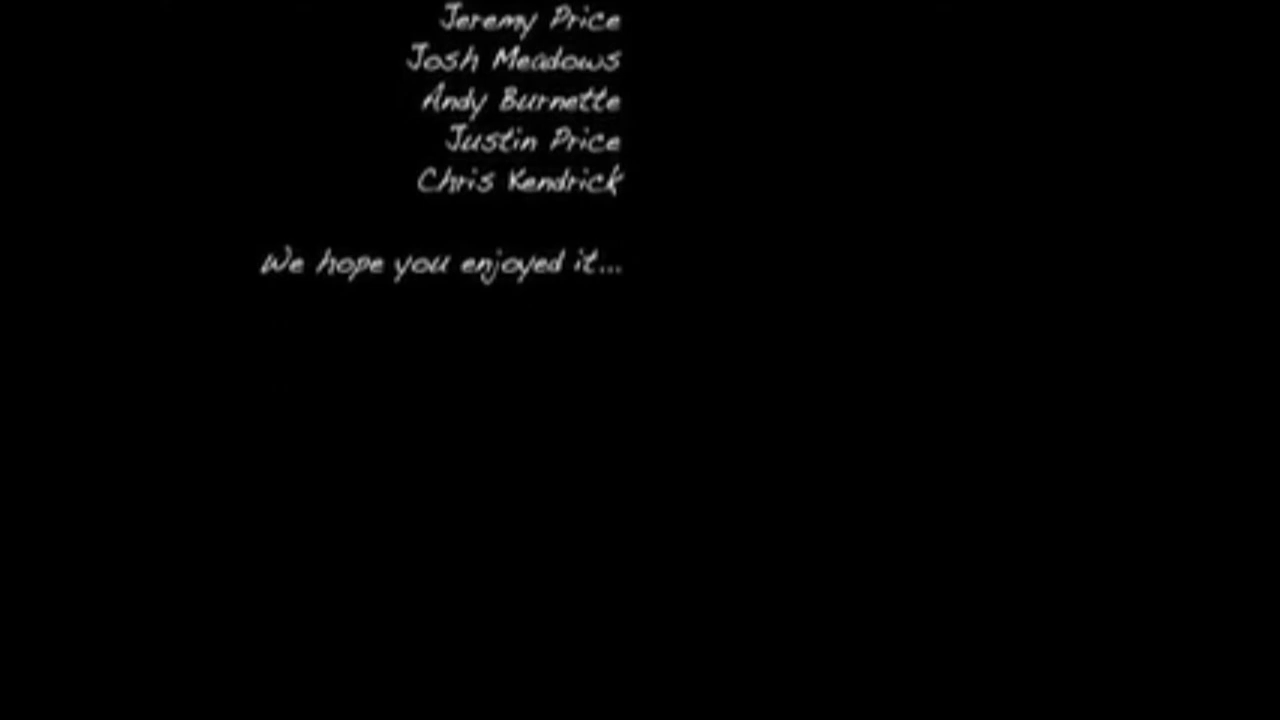 Jeremy Price
Josh Meadows
Andy Burnette
Justin Price
Chris Kendrick
We hope you enjoyed it...